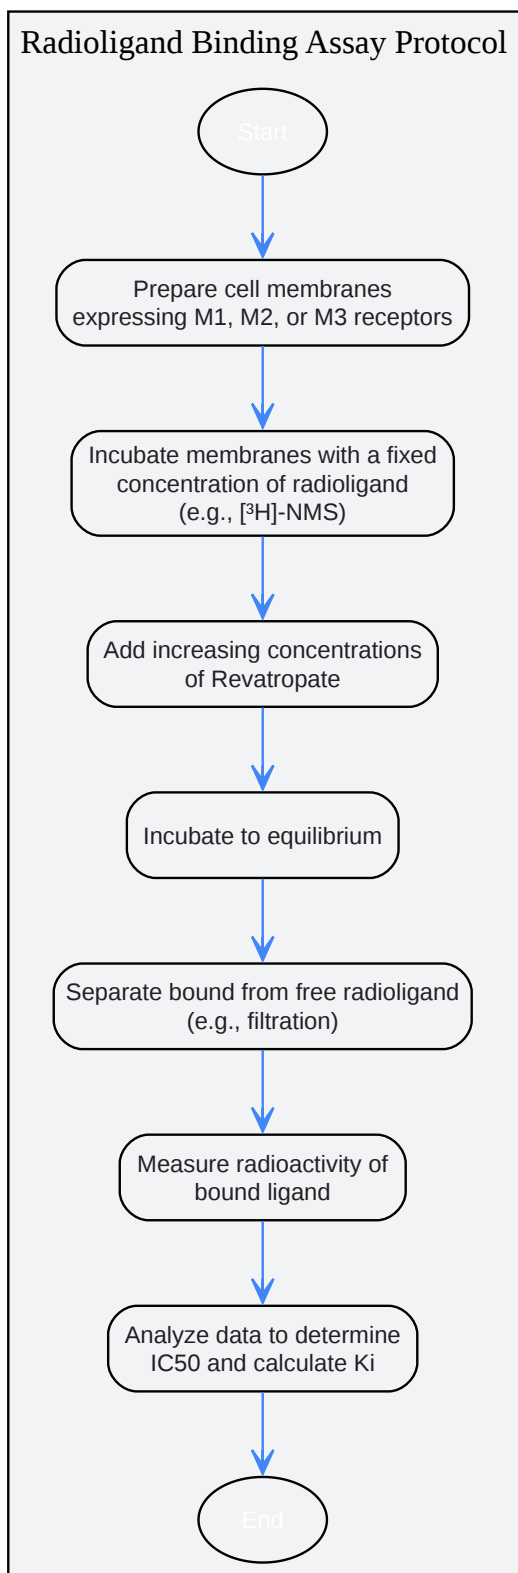 Radioligand Binding Assay Protocol
Start
Prepare cell membranes
expressing M1, M2, or M3 receptors
Incubate membranes with a fixed
concentration of radioligand
(e.g., [³H]-NMS)
Add increasing concentrations
of Revatropate
Incubate to equilibrium
Separate bound from free radioligand
(e.g., filtration)
Measure radioactivity of
bound ligand
Analyze data to determine
IC50 and calculate Ki
End